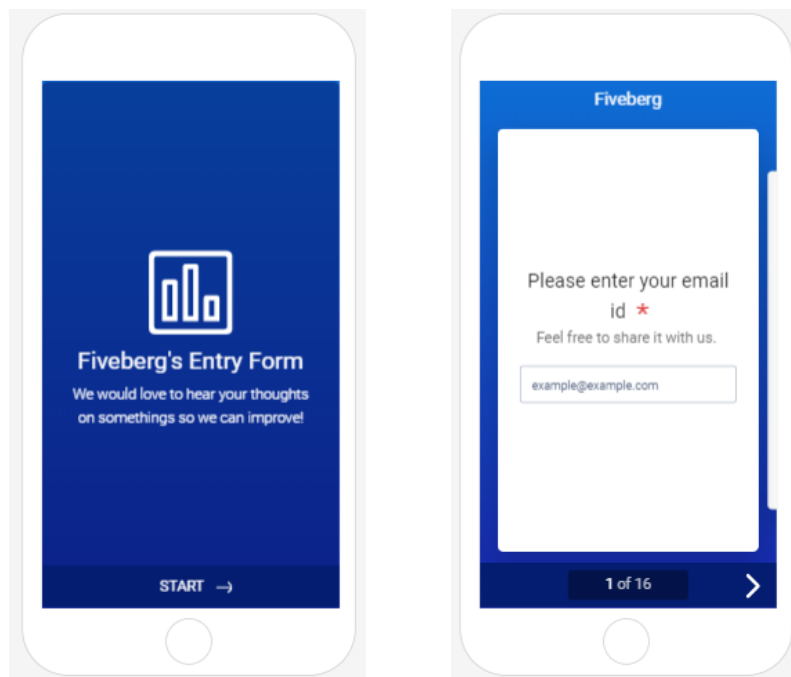 Fiveberg's Entry Form
We would love to hear your thoughts
on somethings so we can improve!
START →
Fiveberg
Please enter your email
id *
Feel free to share it with us.
example@example.com
1 of 16